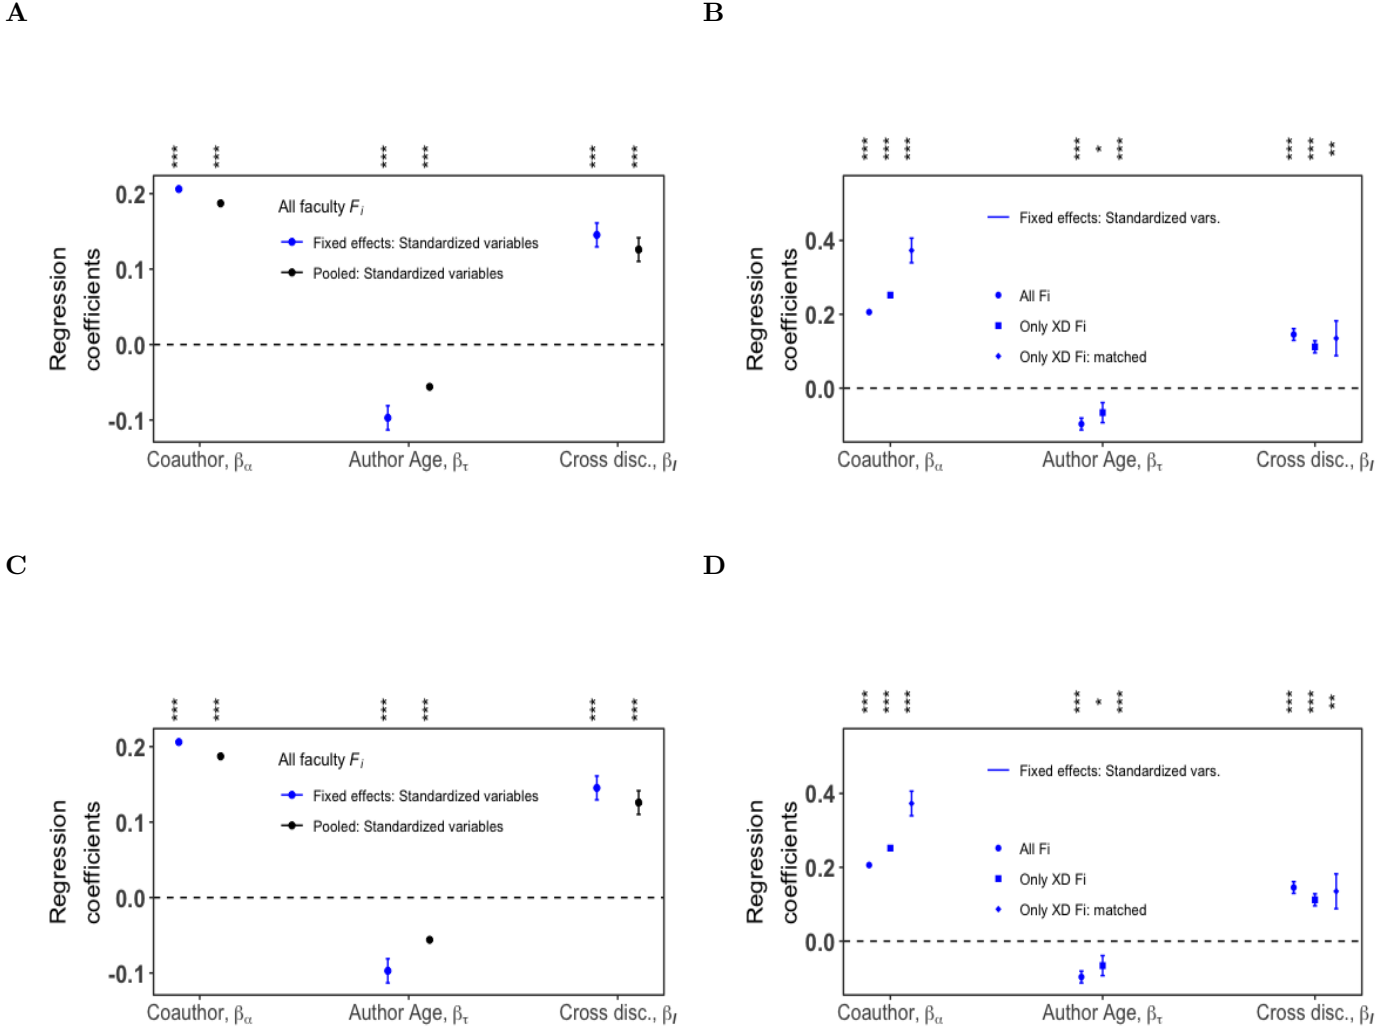 A
*** *** *** *** *** ***
Regression
coefficients
0.2
0.1
0.0
-0.1
All faculty Fi
Fixed effects: Standardized variables
Pooled: Standardized variables
Coauthor, βα Author Age, βτ Cross disc., βI
B
*** *** *** *** * *** *** *** **
Regression
coefficients
0.4
0.2
0.0
Fixed effects: Standardized vars.
All Fi
Only XD Fi
Only XD Fi: matched
Coauthor, βα Author Age, βτ Cross disc., βI
C
*** *** *** *** *** ***
Regression
coefficients
0.2
0.1
0.0
-0.1
All faculty Fi
Fixed effects: Standardized variables
Pooled: Standardized variables
Coauthor, βα Author Age, βτ Cross disc., βI
D
*** *** *** *** * *** *** *** **
Regression
coefficients
0.4
0.2
0.0
Fixed effects: Standardized vars.
All Fi
Only XD Fi
Only XD Fi: matched
Coauthor, βα Author Age, βτ Cross disc., βI